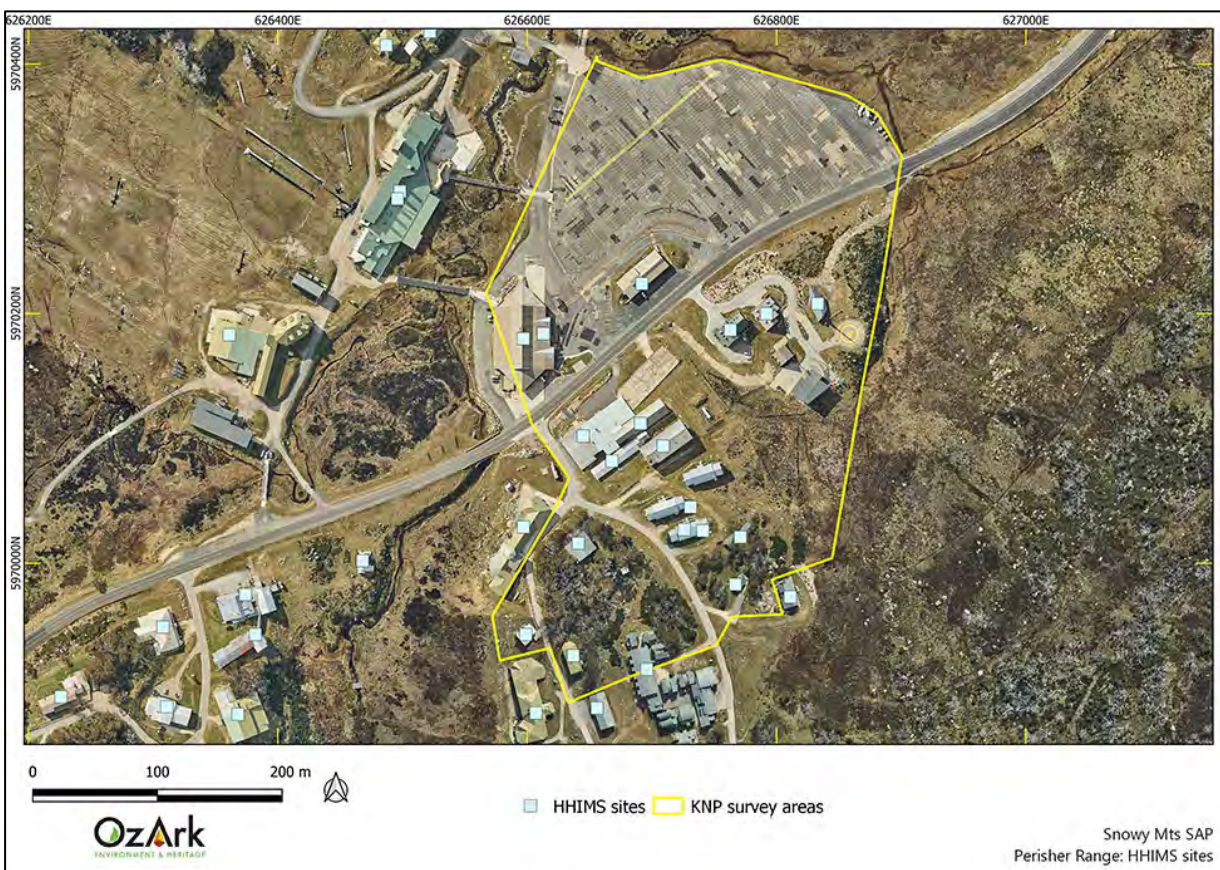 626200E 626400E 626600E 626800E 627000E
5970400N
5970200N
5970000N
0 100 200 m
HHIMS sites KNP survey areas
OzArk
ENVIRONMENT & HERITAGE
Snowy Mts SAP
Perisher Range: HHIMS sites